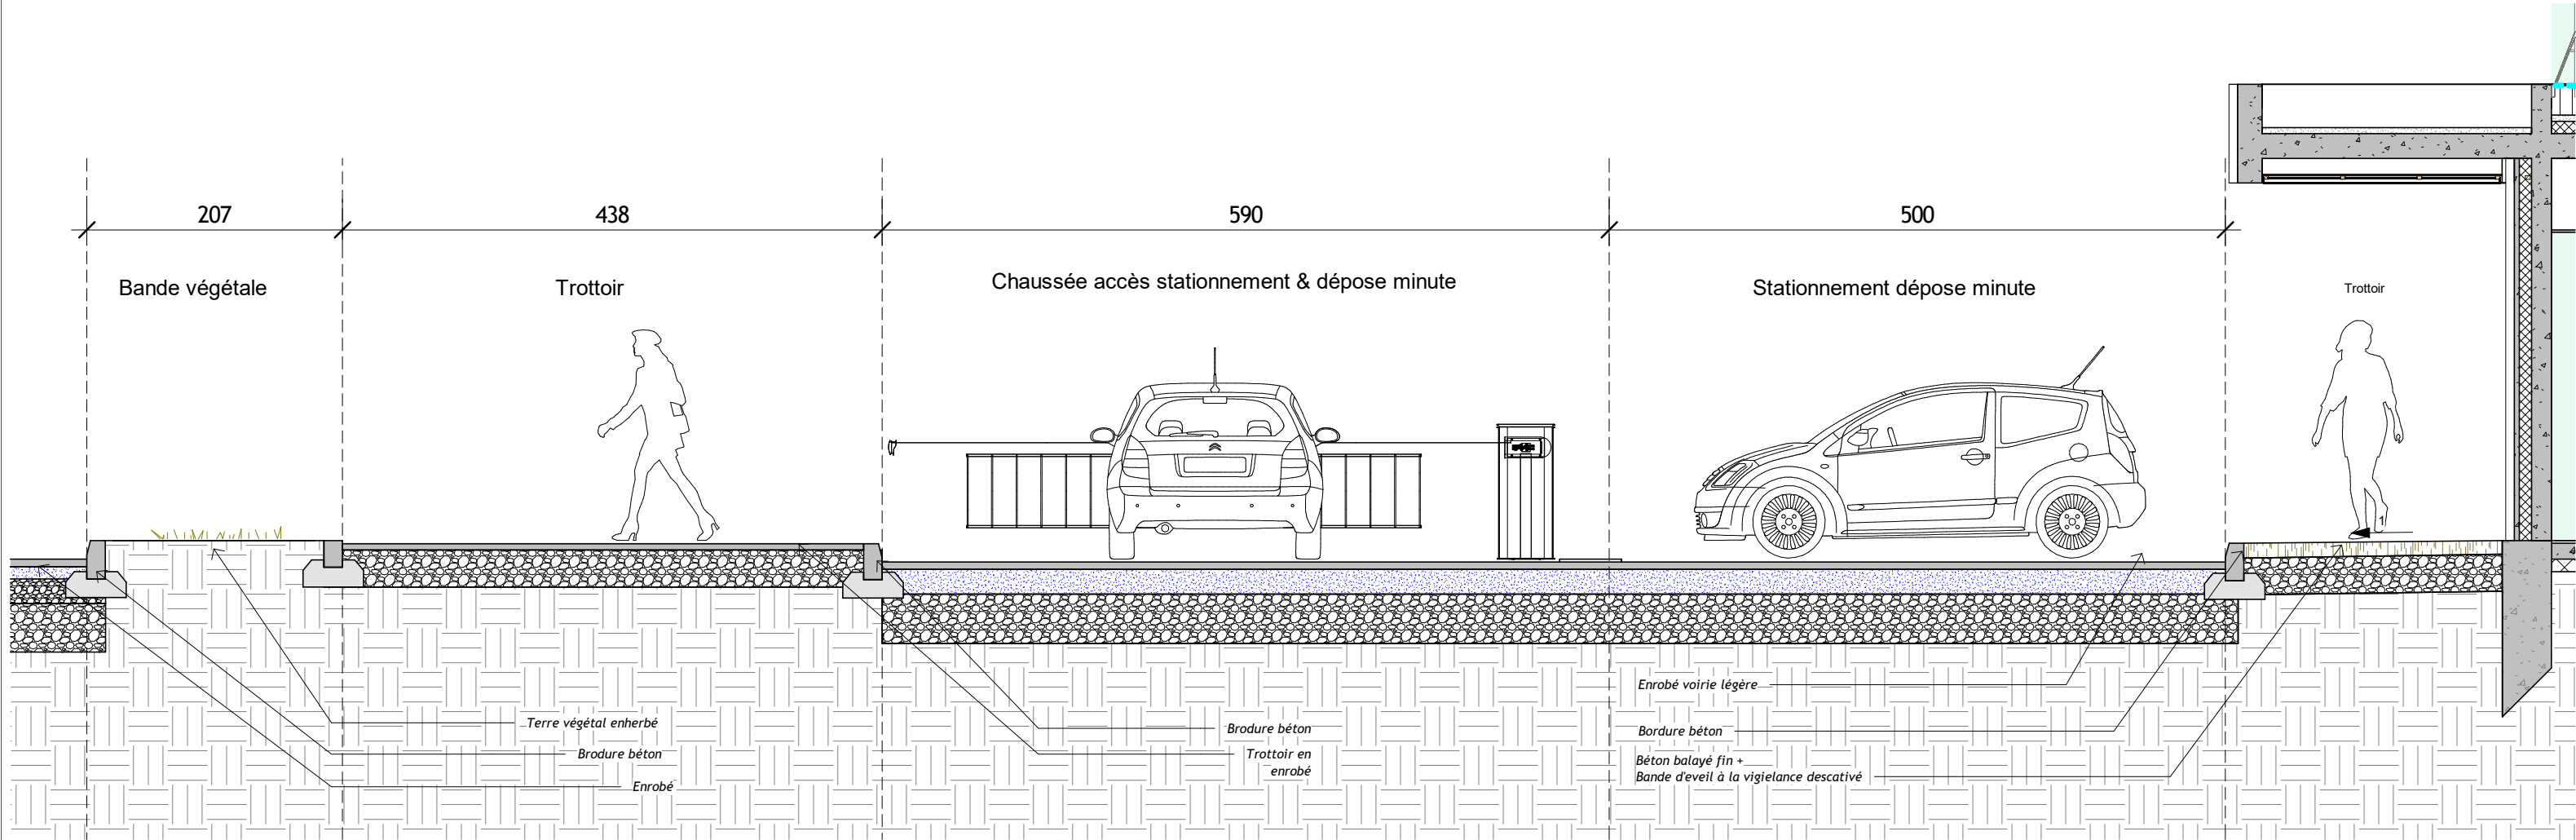 207
438
590
500
Bande végétale
Trottoir
Chaussée accès stationnement & dépose minute
Stationnement dépose minute
Trottoir
1
Terre végétal enherbé
Brodure béton
Enrobé
Brodure béton
Trottoir en
enrobé
Enrobé voirie légère
Bordure béton
Béton balayé fin +
Bande d'eveil à la vigielance descativé